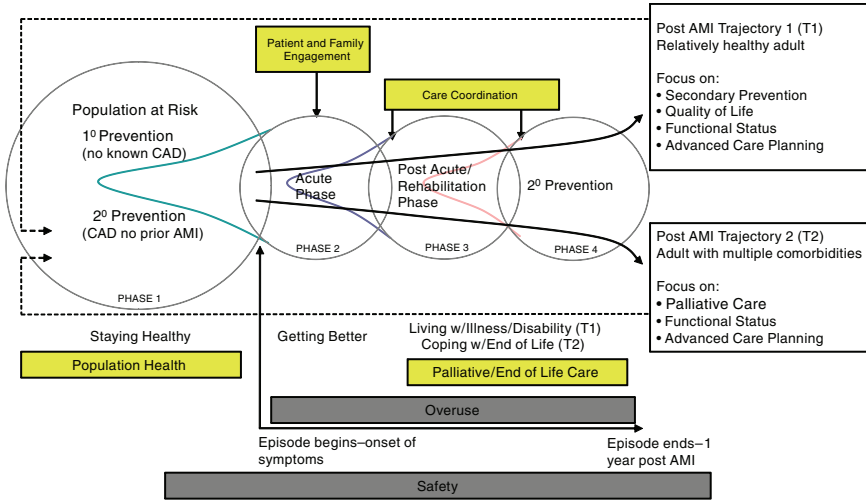 Patient and Family
Engagement
Care Coordination
Population at Risk
1⁰ Prevention
(no known CAD)
2⁰ Prevention
(CAD no prior AMI)
PHASE 1
Acute
Phase
PHASE 2
Post Acute/
Rehabilitation
Phase
PHASE 3
2⁰ Prevention
PHASE 4
Post AMI Trajectory 1 (T1)
Relatively healthy adult
Focus on:
• Secondary Prevention
• Quality of Life
• Functional Status
• Advanced Care Planning
Post AMI Trajectory 2 (T2)
Adult with multiple comorbidities
Focus on:
• Palliative Care
• Functional Status
• Advanced Care Planning
Staying Healthy
Getting Better
Living w/Illness/Disability (T1)
Coping w/End of Life (T2)
Population Health
Palliative/End of Life Care
Overuse
Episode begins–onset of
symptoms
Episode ends–1
year post AMI
Safety